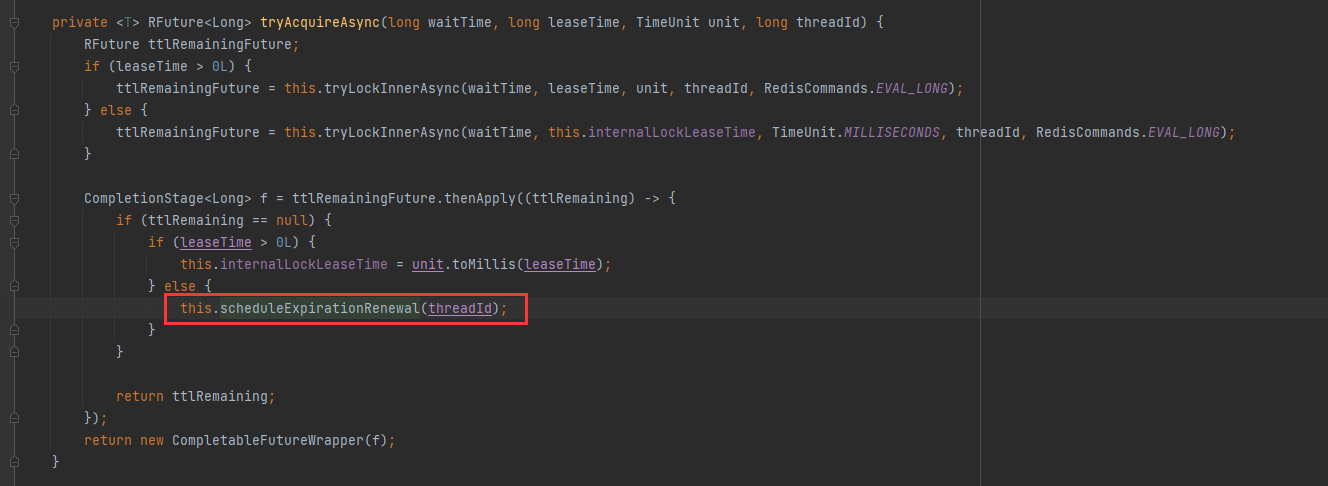 private <T> RFuture<Long> tryAcquireAsync(long waitTime, long leaseTime, TimeUnit unit, long threadId) {
RFuture ttlRemainingFuture;
if (leaseTime > 0L) {
ttlRemainingFuture = this.tryLockInnerAsync(waitTime, leaseTime, unit, threadId, RedisCommands.EVAL_LONG);
} else {
ttlRemainingFuture = this.tryLockInnerAsync(waitTime, this.internalLockLeaseTime, TimeUnit.MILLISECONDS, threadId, RedisCommands.EVAL_LONG);
}
CompletionStage<Long> f = ttlRemainingFuture.thenApply((ttlRemaining) -> {
if (ttlRemaining == null) {
if (leaseTime > 0L) {
this.internalLockLeaseTime = unit.toMillis(leaseTime);
} else {
this.scheduleExpirationRenewal(threadId);
}
}
return ttlRemaining;
});
return new CompletableFutureWrapper(f);
}